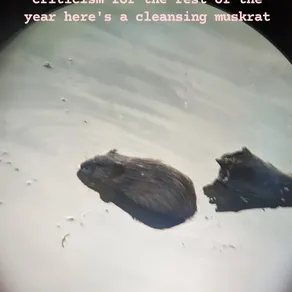 criticism for the rest of the
year here's a cleansing muskrat